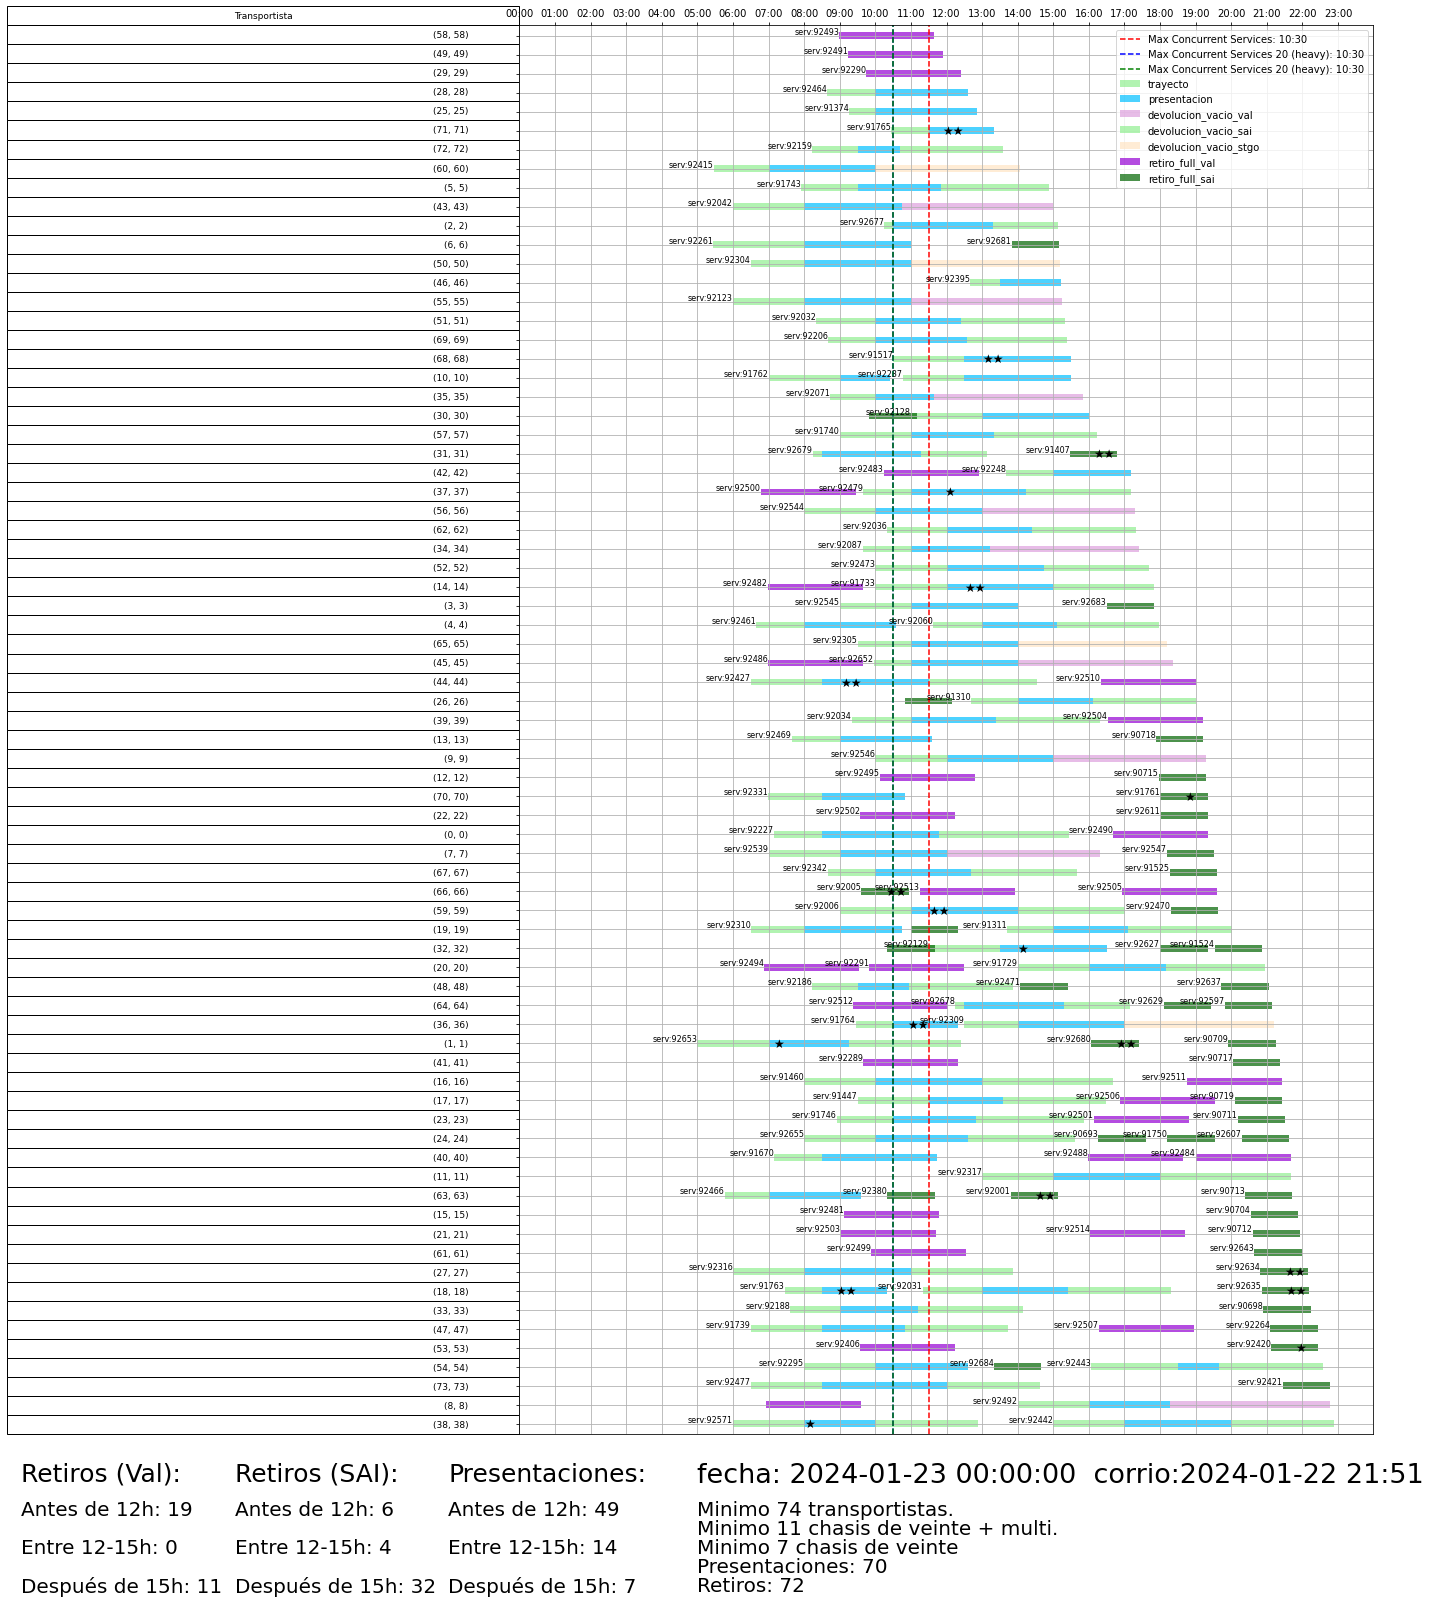 Transportista 00:00 01:00 02:00 03:00 04:00 05:00 06:00 07:00 08:00 09:00 10:00 11:00 12:00 13:00 14:00 15:00 16:00 17:00 18:00 19:00 20:00 21:00 22:00 23:00
Max Concurrent Services: 10:30
Max Concurrent Services 20 (heavy): 10:30
Max Concurrent Services 20 (heavy): 10:30
trayecto
presentacion
devolucion_vacio_val
devolucion_vacio_sai
devolucion_vacio_stgo
retiro_full_val
retiro_full_sai
(58, 58) serv:92493
(49, 49) serv:92491
(29, 29) serv:92290
(28, 28) serv:92464
(25, 25) serv:91374
(71, 71) serv:91765
(72, 72) serv:92159
(60, 60) serv:92415
(5, 5) serv:91743
(43, 43) serv:92042
(2, 2) serv:92677
(6, 6) serv:92261 serv:92681
(50, 50) serv:92304
(46, 46) serv:92395
(55, 55) serv:92123
(51, 51) serv:92032
(69, 69) serv:92206
(68, 68) serv:91517
(10, 10) serv:91762 serv:92287
(35, 35) serv:92071
(30, 30) serv:92128
(57, 57) serv:91740
(31, 31) serv:92679 serv:91407
(42, 42) serv:92483 serv:92248
(37, 37) serv:92500 serv:92479
(56, 56) serv:92544
(62, 62) serv:92036
(34, 34) serv:92087
(52, 52) serv:92473
(14, 14) serv:92482 serv:91733
(3, 3) serv:92545 serv:92683
(4, 4) serv:92461 serv:92060
(65, 65) serv:92305
(45, 45) serv:92486 serv:92652
(44, 44) serv:92427 serv:92510
(26, 26) serv:91310
(39, 39) serv:92034 serv:92504
(13, 13) serv:92469 serv:90718
(9, 9) serv:92546
(12, 12) serv:92495 serv:90715
(70, 70) serv:92331 serv:91761
(22, 22) serv:92502 serv:92611
(0, 0) serv:92227 serv:92490
(7, 7) serv:92539 serv:92547
(67, 67) serv:92342 serv:91525
(66, 66) serv:92005 serv:92513 serv:92505
(59, 59) serv:92006 serv:92470
(19, 19) serv:92310 serv:91311
(32, 32) serv:92129 serv:92627 serv:91524
(20, 20) serv:92494 serv:92291 serv:91729
(48, 48) serv:92186 serv:92471 serv:92637
(64, 64) serv:92512 serv:92678 serv:92629 serv:92597
(36, 36) serv:91764 serv:92309
(1, 1) serv:92653 serv:92680 serv:90709
(41, 41) serv:92289 serv:90717
(16, 16) serv:91460 serv:92511
(17, 17) serv:91447 serv:92506 serv:90719
(23, 23) serv:91746 serv:92501 serv:90711
(24, 24) serv:92655 serv:90693 serv:91750 serv:92607
(40, 40) serv:91670 serv:92488 serv:92484
(11, 11) serv:92317
(63, 63) serv:92466 serv:92380 serv:92001 serv:90713
(15, 15) serv:92481 serv:90704
(21, 21) serv:92503 serv:92514 serv:90712
(61, 61) serv:92499 serv:92643
(27, 27) serv:92316 serv:92634
(18, 18) serv:91763 serv:92031 serv:92635
(33, 33) serv:92188 serv:90698
(47, 47) serv:91739 serv:92507 serv:92264
(53, 53) serv:92406 serv:92420
(54, 54) serv:92295 serv:92684 serv:92443
(73, 73) serv:92477 serv:92421
(8, 8) serv:92492
(38, 38) serv:92571 serv:92442
Retiros (Val): Retiros (SAI): Presentaciones: fecha: 2024-01-23 00:00:00 corrio:2024-01-22 21:51
Antes de 12h: 19 Antes de 12h: 6 Antes de 12h: 49 Minimo 74 transportistas.
Minimo 11 chasis de veinte + multi.
Entre 12-15h: 0 Entre 12-15h: 4 Entre 12-15h: 14 Minimo 7 chasis de veinte
Presentaciones: 70
Después de 15h: 11 Después de 15h: 32 Después de 15h: 7 Retiros: 72